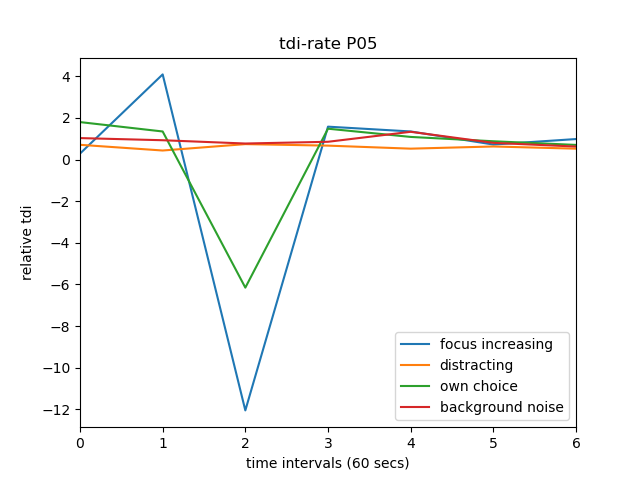 tdi-rate P05
4
2
0
−2
−4
−6
−8
−10
−12
relative tdi
focus increasing
distracting
own choice
background noise
0 1 2 3 4 5 6
time intervals (60 secs)